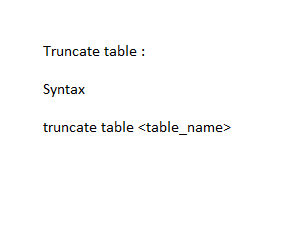 Truncate table :
Syntax
truncate table <table_name>